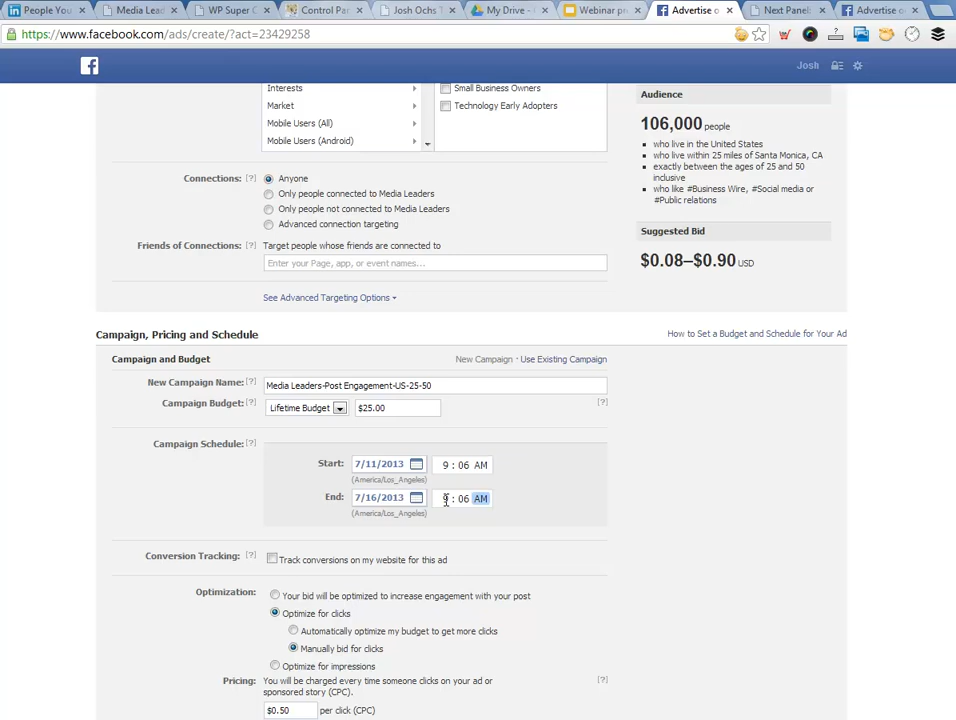 People You
Media Lead
WP Super C
Control Pan
Josh Ochs T
My Drive -
Webinar pr
Advertise o
Next Paneli
Advertise o
https://www.facebook.com/ads/create/?act=23429258
Josh
Interests
Market
Mobile Users (All)
Mobile Users (Android)
Small Business Owners
Technology Early Adopters
Audience
106,000 people
who live in the United States
who live within 25 miles of Santa Monica, CA
exactly between the ages of 25 and 50
inclusive
who like #Business Wire, #Social media or
#Public relations
Suggested Bid
$0.08–$0.90 USD
Connections: [?] Anyone
Only people connected to Media Leaders
Only people not connected to Media Leaders
Advanced connection targeting
Friends of Connections: [?] Target people whose friends are connected to
Enter your Page, app, or event names...
See Advanced Targeting Options
Campaign, Pricing and Schedule
How to Set a Budget and Schedule for Your Ad
Campaign and Budget
New Campaign · Use Existing Campaign
New Campaign Name: [?] Media Leaders-Post Engagement-US-25-50
Campaign Budget: [?] Lifetime Budget $25.00 [?]
Campaign Schedule: [?]
Start: 7/11/2013 9 : 06 AM
(America/Los_Angeles)
End: 7/16/2013 9 : 06 AM
(America/Los_Angeles)
Conversion Tracking: [?] Track conversions on my website for this ad
Optimization: [?] Your bid will be optimized to increase engagement with your post
Optimize for clicks
Automatically optimize my budget to get more clicks
Manually bid for clicks
Optimize for impressions
Pricing: You will be charged every time someone clicks on your ad or [?]
sponsored story (CPC).
$0.50 per click (CPC)